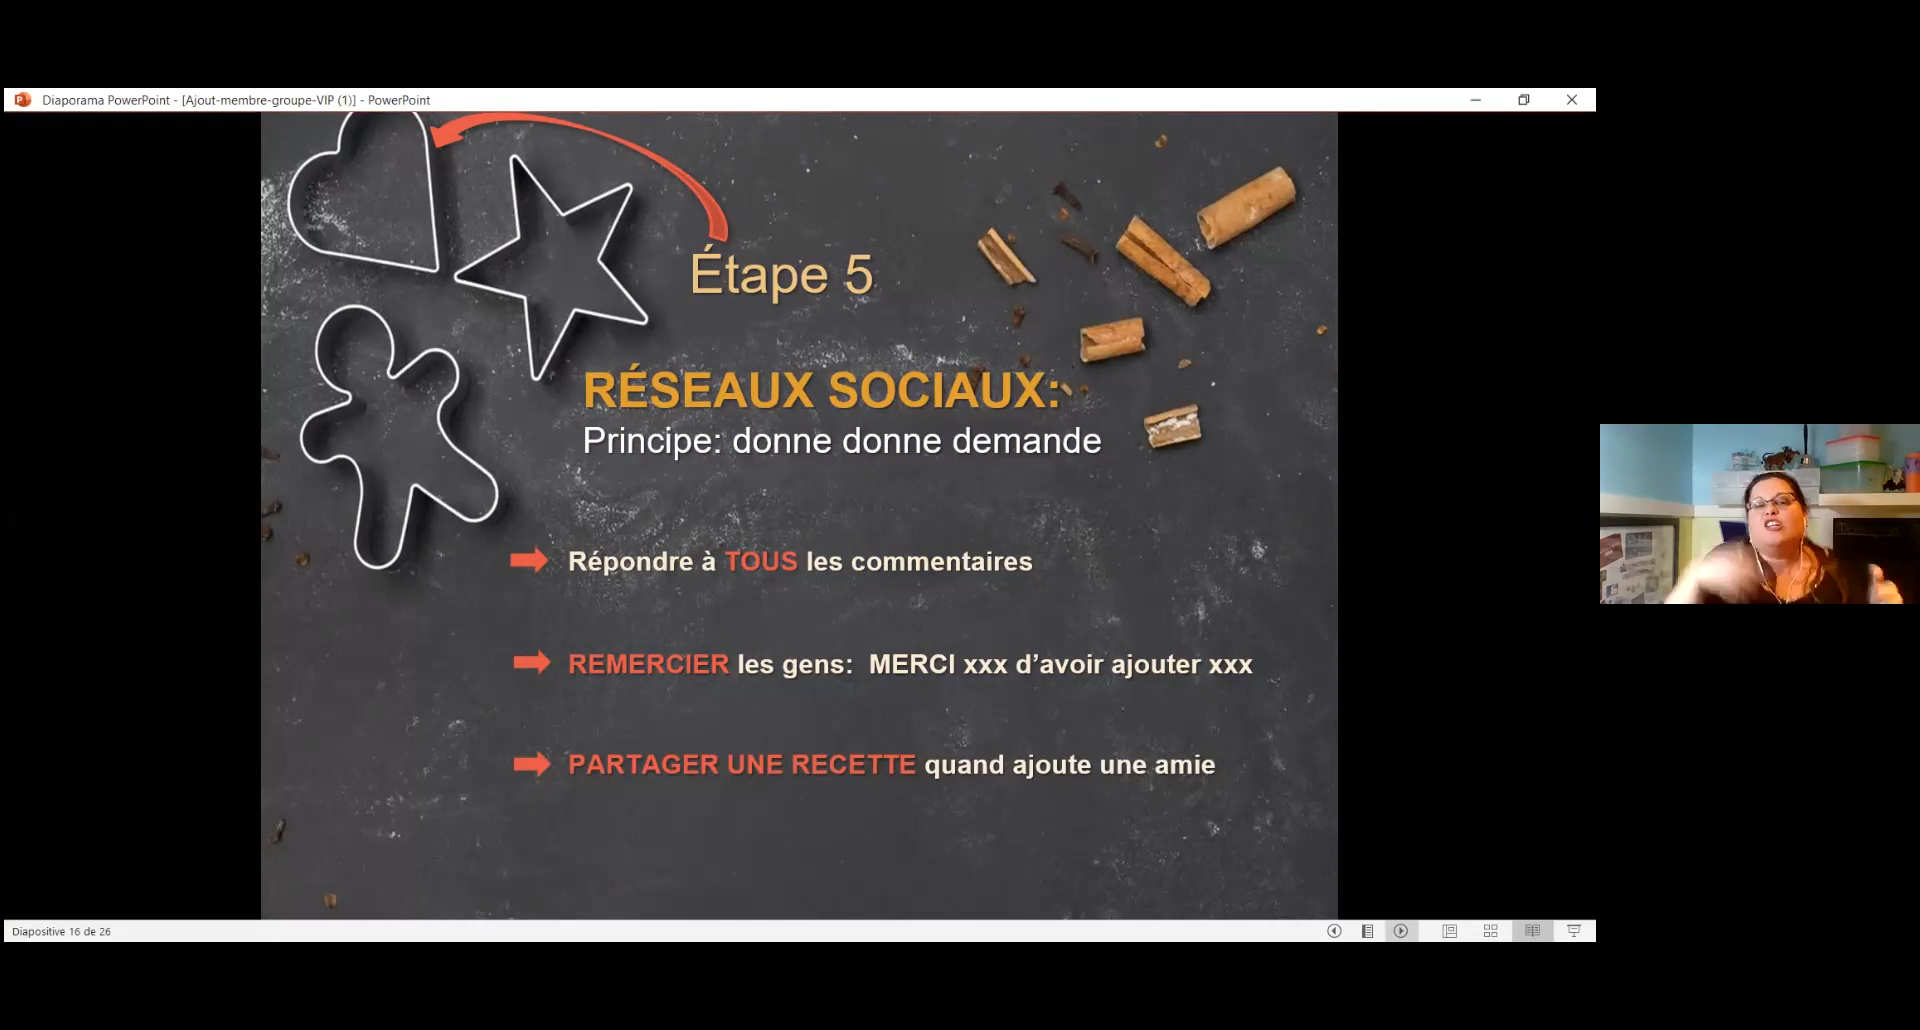 Diaporama PowerPoint - [Ajout-membre-groupe-VIP (1)] - PowerPoint
Étape 5
RÉSEAUX SOCIAUX:
Principe: donne donne demande
Répondre à TOUS les commentaires
REMERCIER les gens: MERCI xxx d’avoir ajouter xxx
PARTAGER UNE RECETTE quand ajoute une amie
Diapositive 16 de 26